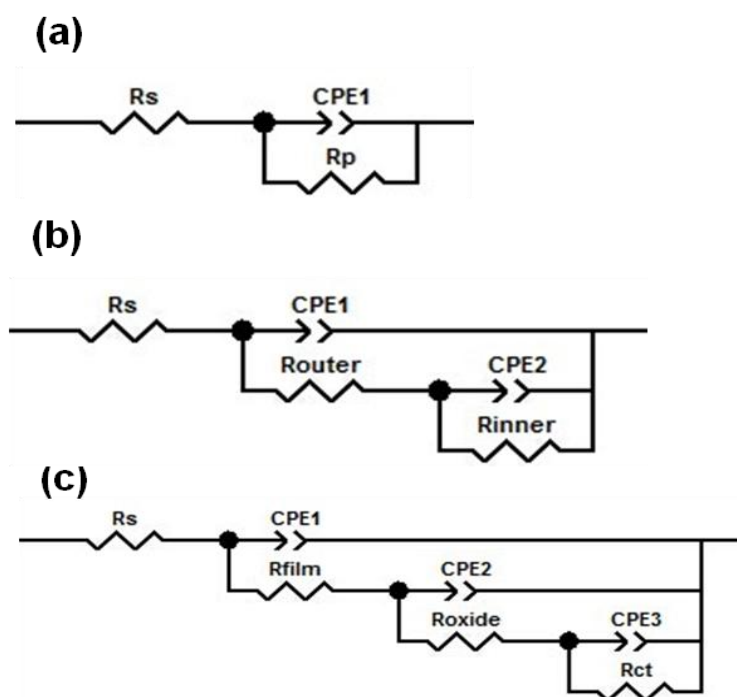 (a)
Rs CPE1
Rp
(b)
Rs CPE1
Router CPE2
Rinner
(c)
Rs CPE1
Rfilm CPE2
Roxide CPE3
Rct